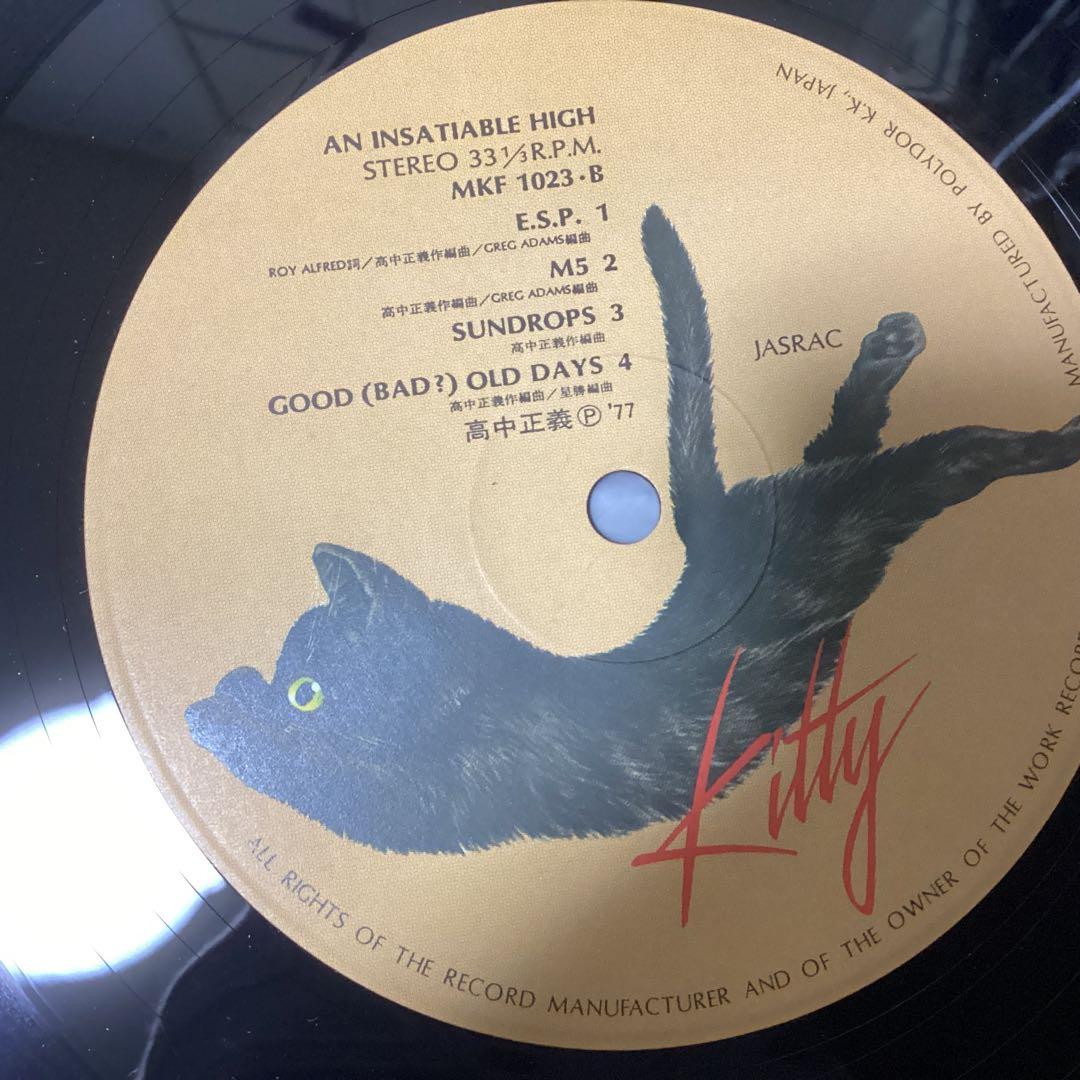 AN INSATIABLE HIGH
STEREO 33 1/3 R.P.M.
MKF 1023・B
E.S.P. 1
ROY ALFRED詞／高中正義作編曲／GREG ADAMS編曲
M5 2
高中正義作編曲／GREG ADAMS編曲
SUNDROPS 3
高中正義作編曲
GOOD (BAD?) OLD DAYS 4
高中正義作編曲／星勝編曲
高中正義 Ⓟ '77
JASRAC
Kitty
ALL RIGHTS OF THE RECORD MANUFACTURER AND OF THE OWNER OF THE WORK
MANUFACTURED BY POLYDOR K.K., JAPAN